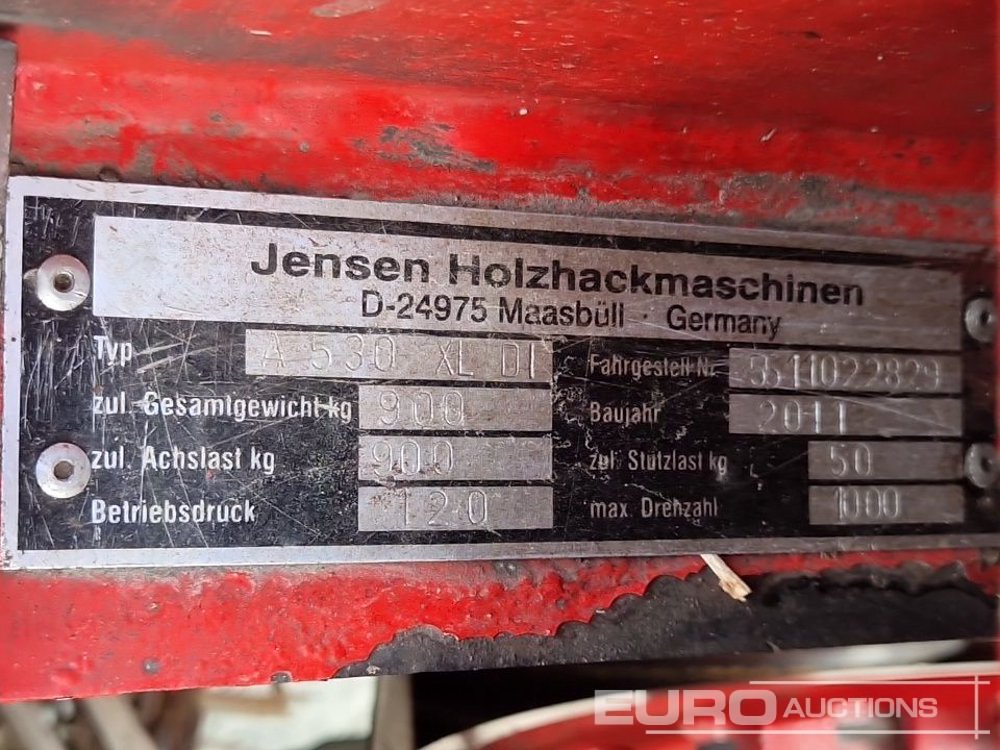 Jensen Holzhackmaschinen
D-24975 Maasbüll · Germany
Typ A 530 XL DI
Fahrgestell Nr. 5511022829
zul. Gesamtgewicht kg 900
Baujahr 2011
zul. Achslast kg 900
zul. Stützlast kg 50
Betriebsdruck 120
max. Drehzahl 1000
EURO AUCTIONS